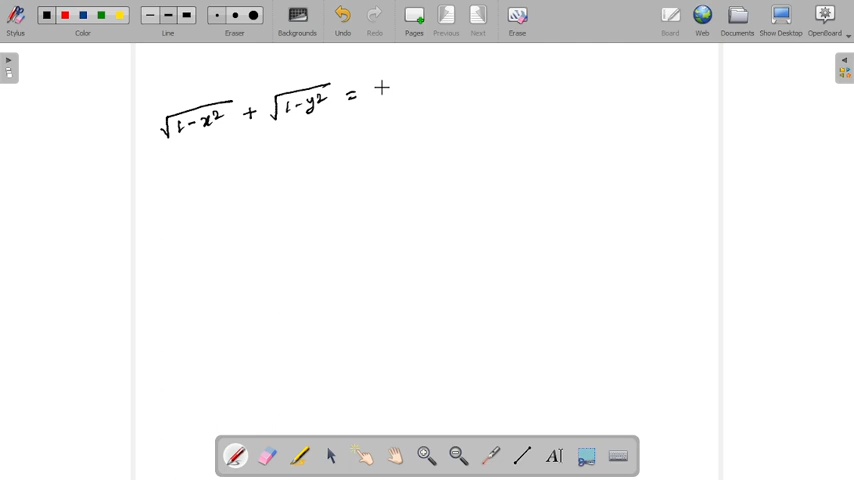 Stylus Color Line Eraser Backgrounds Undo Redo Pages Previous Next Erase Board Web Documents Show Desktop OpenBoard
√(1-x²) + √(1-y²) =